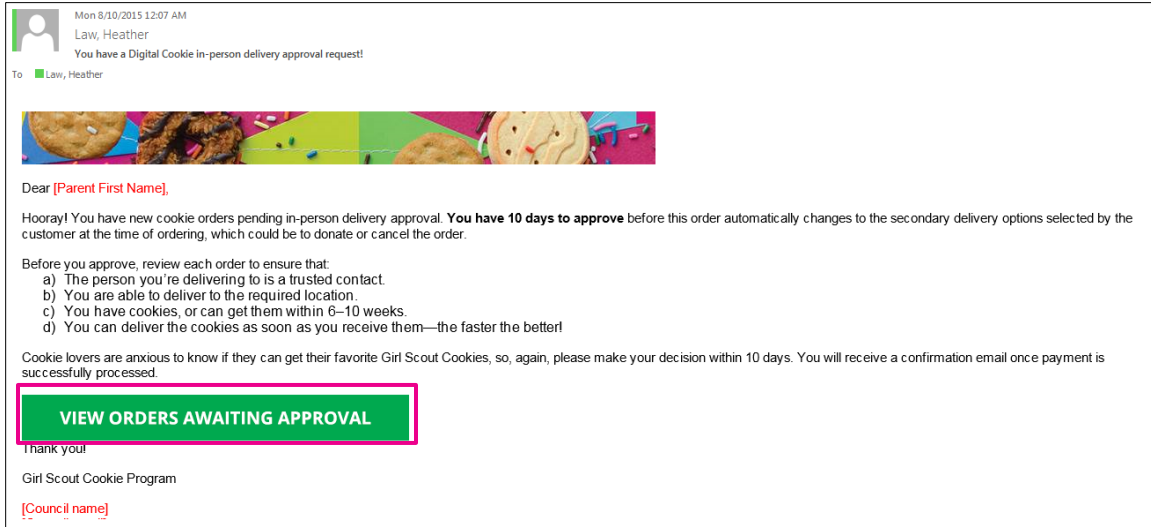 Mon 8/10/2015 12:07 AM
Law, Heather
You have a Digital Cookie in-person delivery approval request!
To Law, Heather
Dear [Parent First Name],
Hooray! You have new cookie orders pending in-person delivery approval. You have 10 days to approve before this order automatically changes to the secondary delivery options selected by the
customer at the time of ordering, which could be to donate or cancel the order.
Before you approve, review each order to ensure that:
a) The person you’re delivering to is a trusted contact.
b) You are able to deliver to the required location.
c) You have cookies, or can get them within 6–10 weeks.
d) You can deliver the cookies as soon as you receive them—the faster the better!
Cookie lovers are anxious to know if they can get their favorite Girl Scout Cookies, so, again, please make your decision within 10 days. You will receive a confirmation email once payment is
successfully processed.
VIEW ORDERS AWAITING APPROVAL
Thank you!
Girl Scout Cookie Program
[Council name]